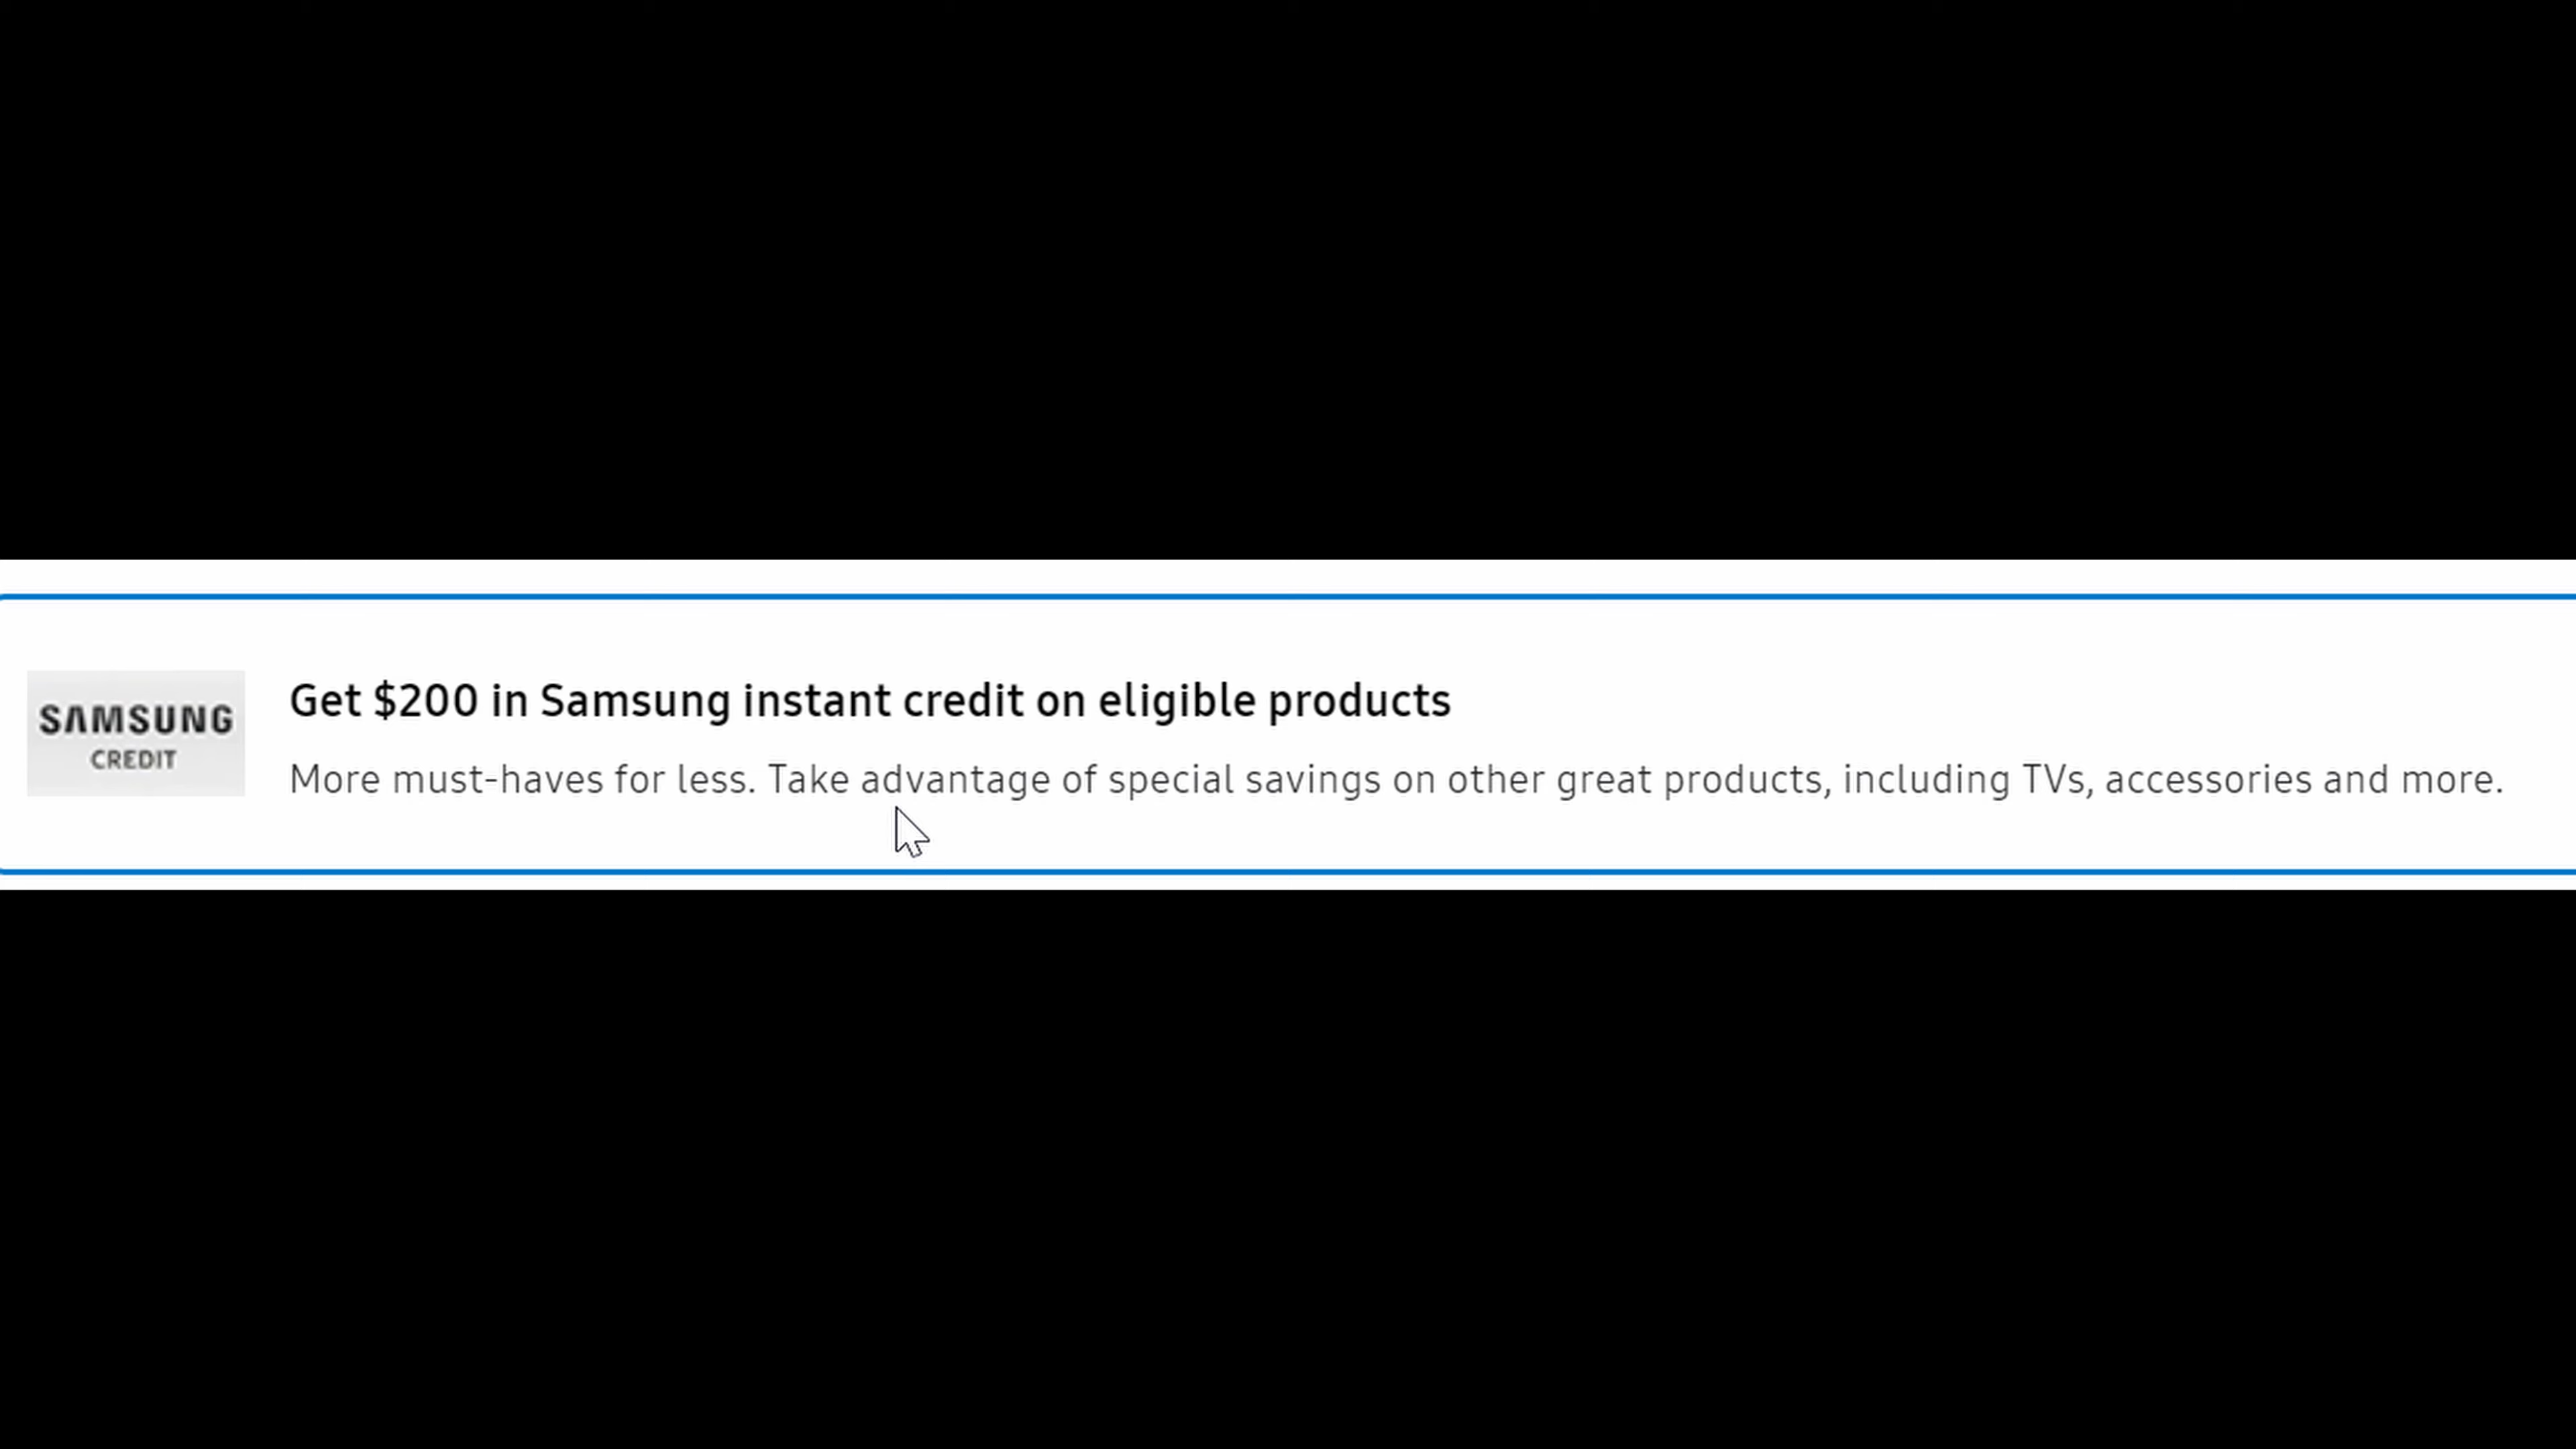 SAMSUNG
CREDIT
Get $200 in Samsung instant credit on eligible products
More must-haves for less. Take advantage of special savings on other great products, including TVs, accessories and more.